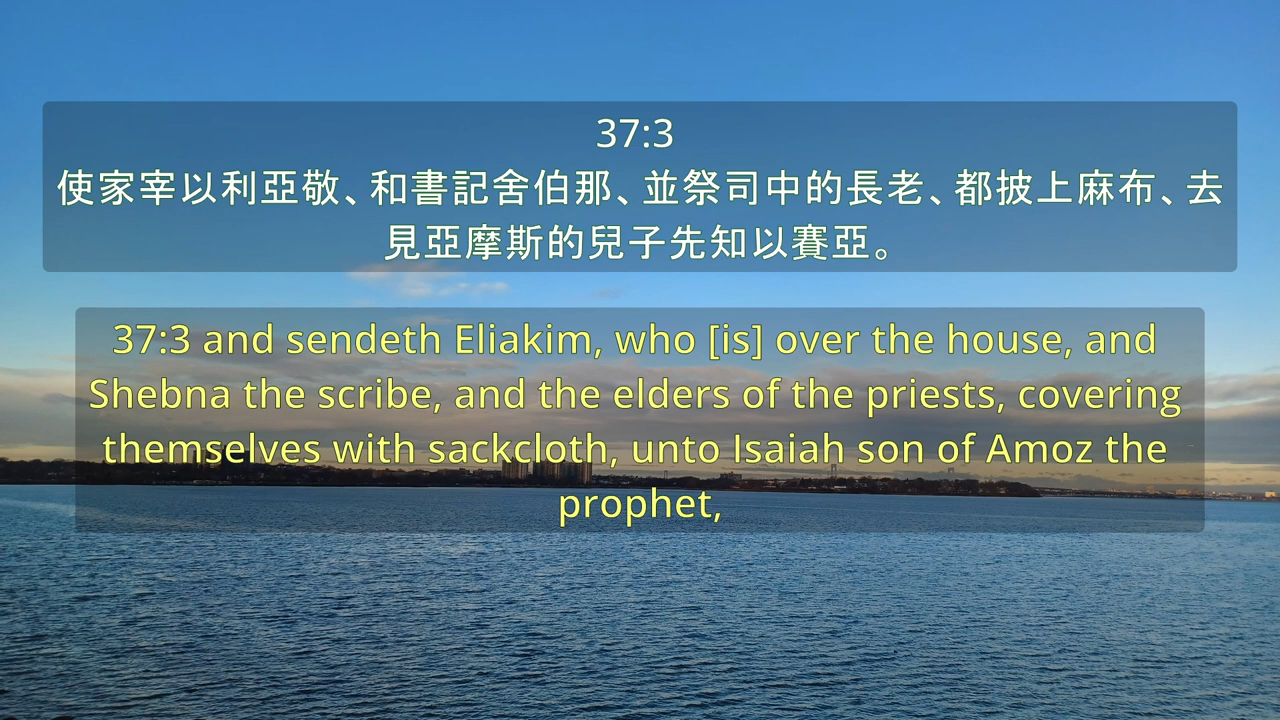 37:3
使家宰以利亞敬、和書記舍伯那、並祭司中的長老、都披上麻布、去
見亞摩斯的兒子先知以賽亞。
37:3 and sendeth Eliakim, who [is] over the house, and
Shebna the scribe, and the elders of the priests, covering
themselves with sackcloth, unto Isaiah son of Amoz the
prophet,